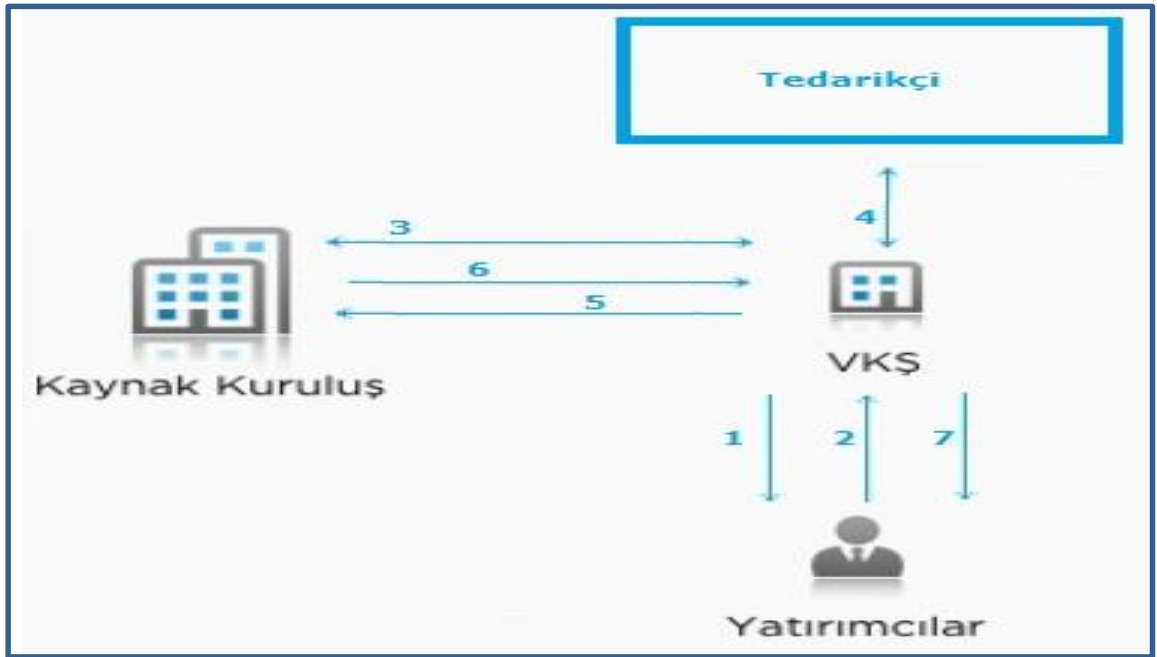 Tedarikçi
4
3
6
5
VKŞ
Kaynak Kuruluş
1 2 7
Yatırımcılar